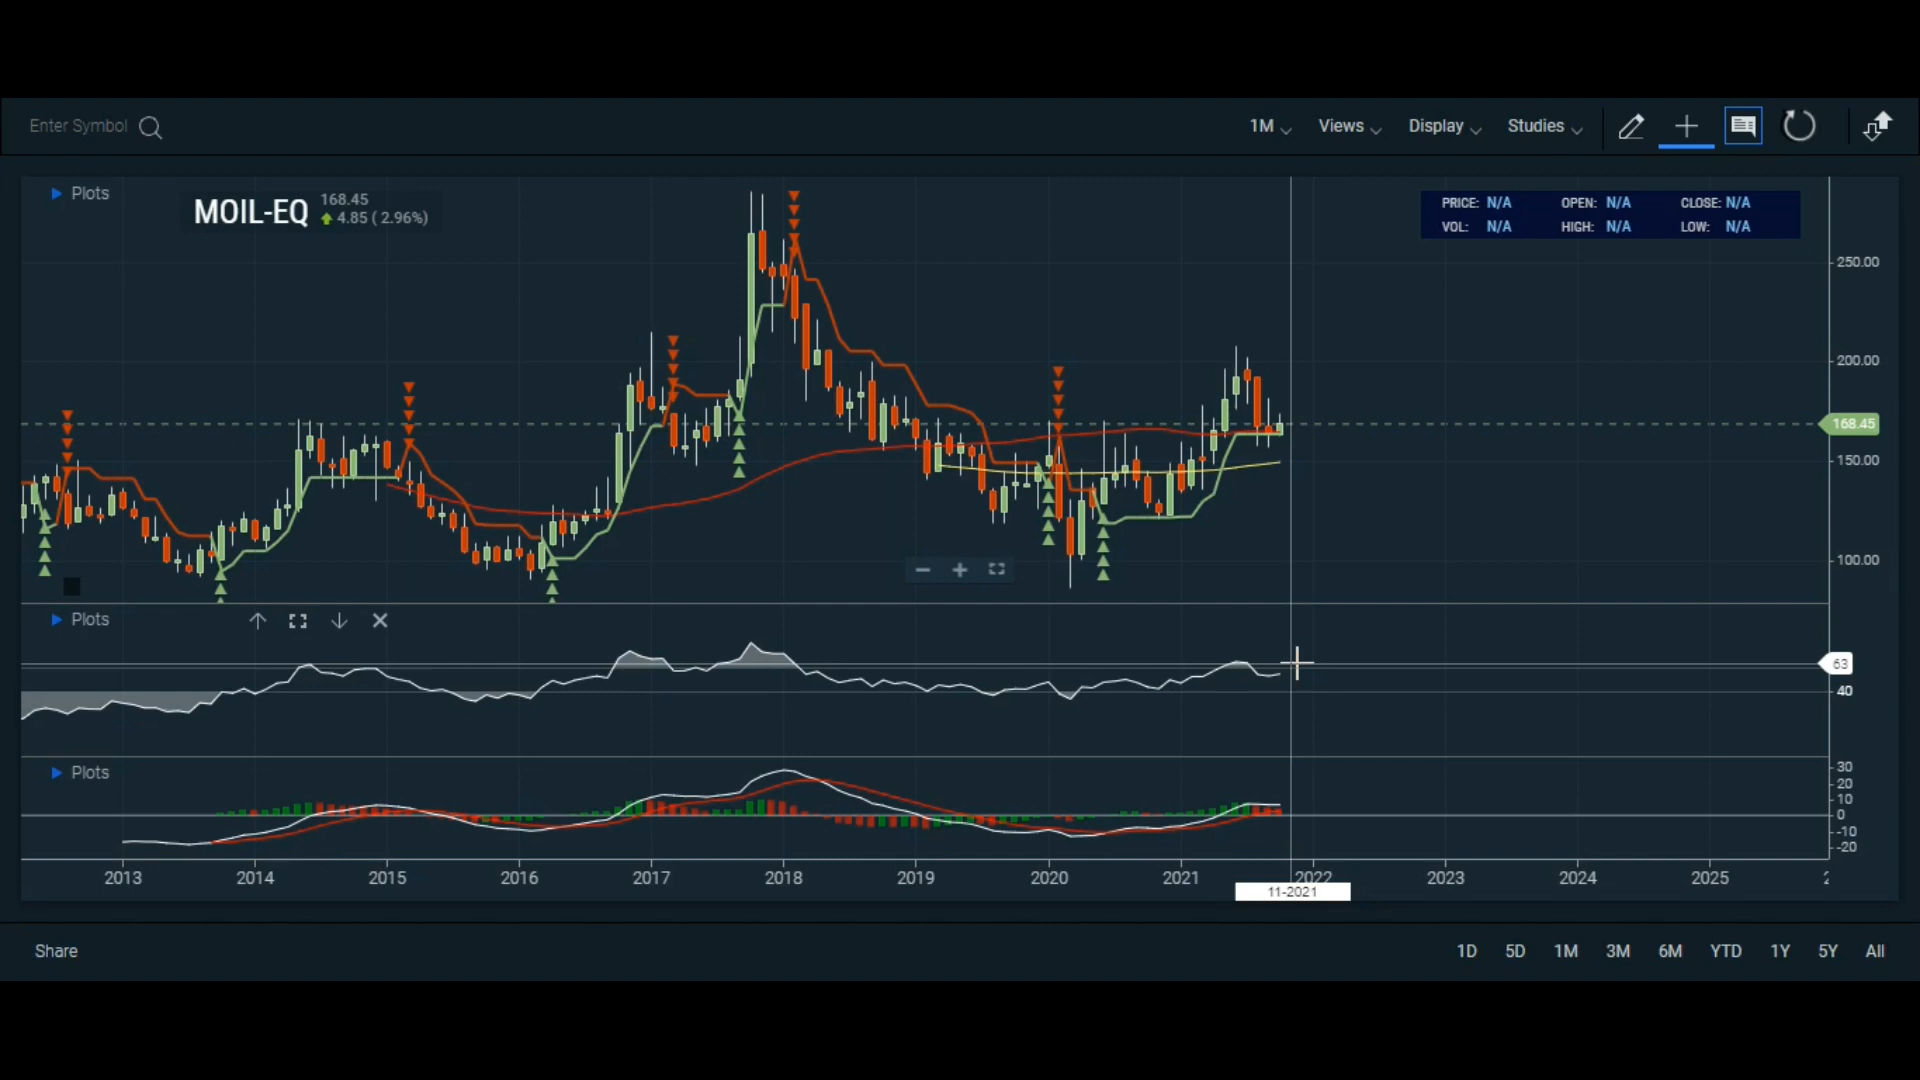 Enter Symbol
1M Views Display Studies
Plots
MOIL-EQ 168.45
4.85 ( 2.96%)
PRICE: N/A OPEN: N/A CLOSE: N/A
VOL: N/A HIGH: N/A LOW: N/A
250.00
200.00
168.45
150.00
100.00
Plots
63
40
Plots
30
20
10
0
-10
-20
2013 2014 2015 2016 2017 2018 2019 2020 2021 2022 2023 2024 2025
11-2021
Share 1D 5D 1M 3M 6M YTD 1Y 5Y All